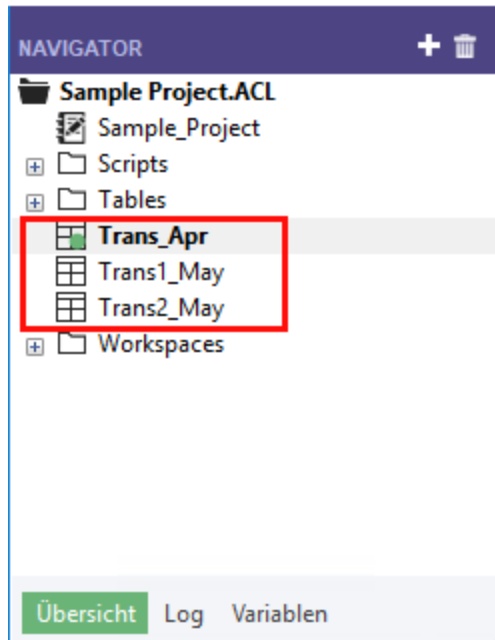 NAVIGATOR
Sample Project.ACL
Sample_Project
Scripts
Tables
Trans_Apr
Trans1_May
Trans2_May
Workspaces
Übersicht Log Variablen